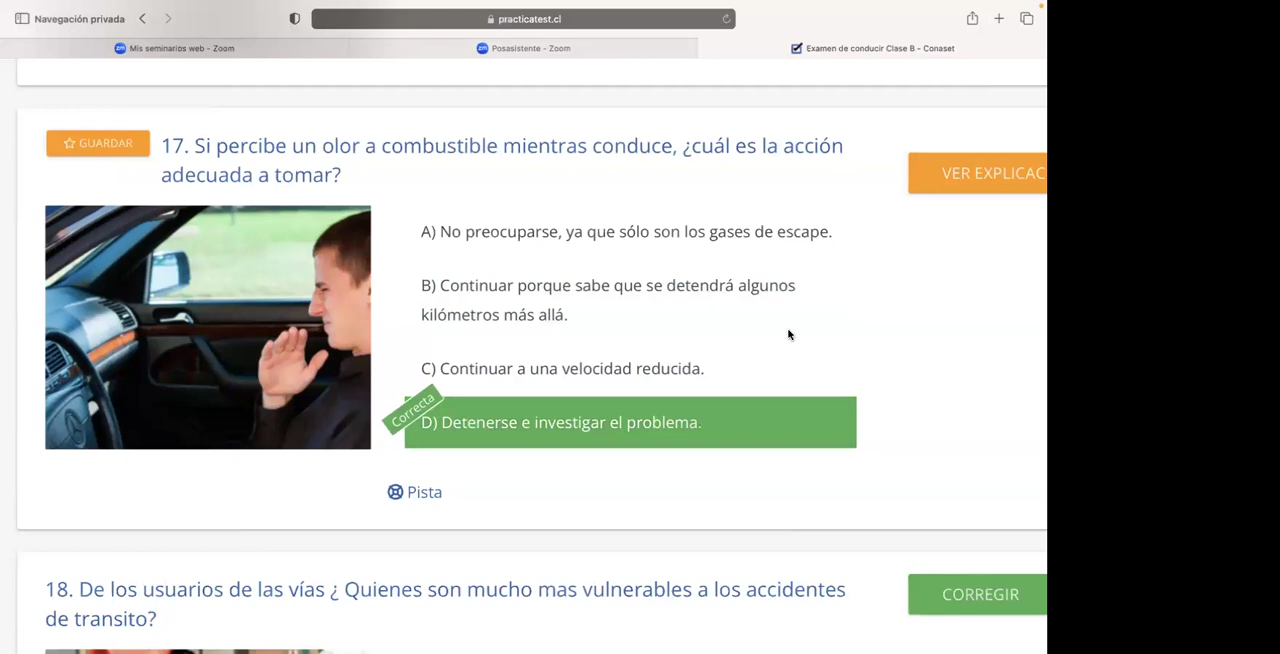 Navegación privada
practicatest.cl
Mis seminarios web - Zoom
Posasistente - Zoom
Examen de conducir Clase B - Conaset
GUARDAR
17. Si percibe un olor a combustible mientras conduce, ¿cuál es la acción
adecuada a tomar?
VER EXPLICAC
A) No preocuparse, ya que sólo son los gases de escape.
B) Continuar porque sabe que se detendrá algunos
kilómetros más allá.
C) Continuar a una velocidad reducida.
Correcta
D) Detenerse e investigar el problema.
Pista
18. De los usuarios de las vías ¿ Quienes son mucho mas vulnerables a los accidentes
de transito?
CORREGIR